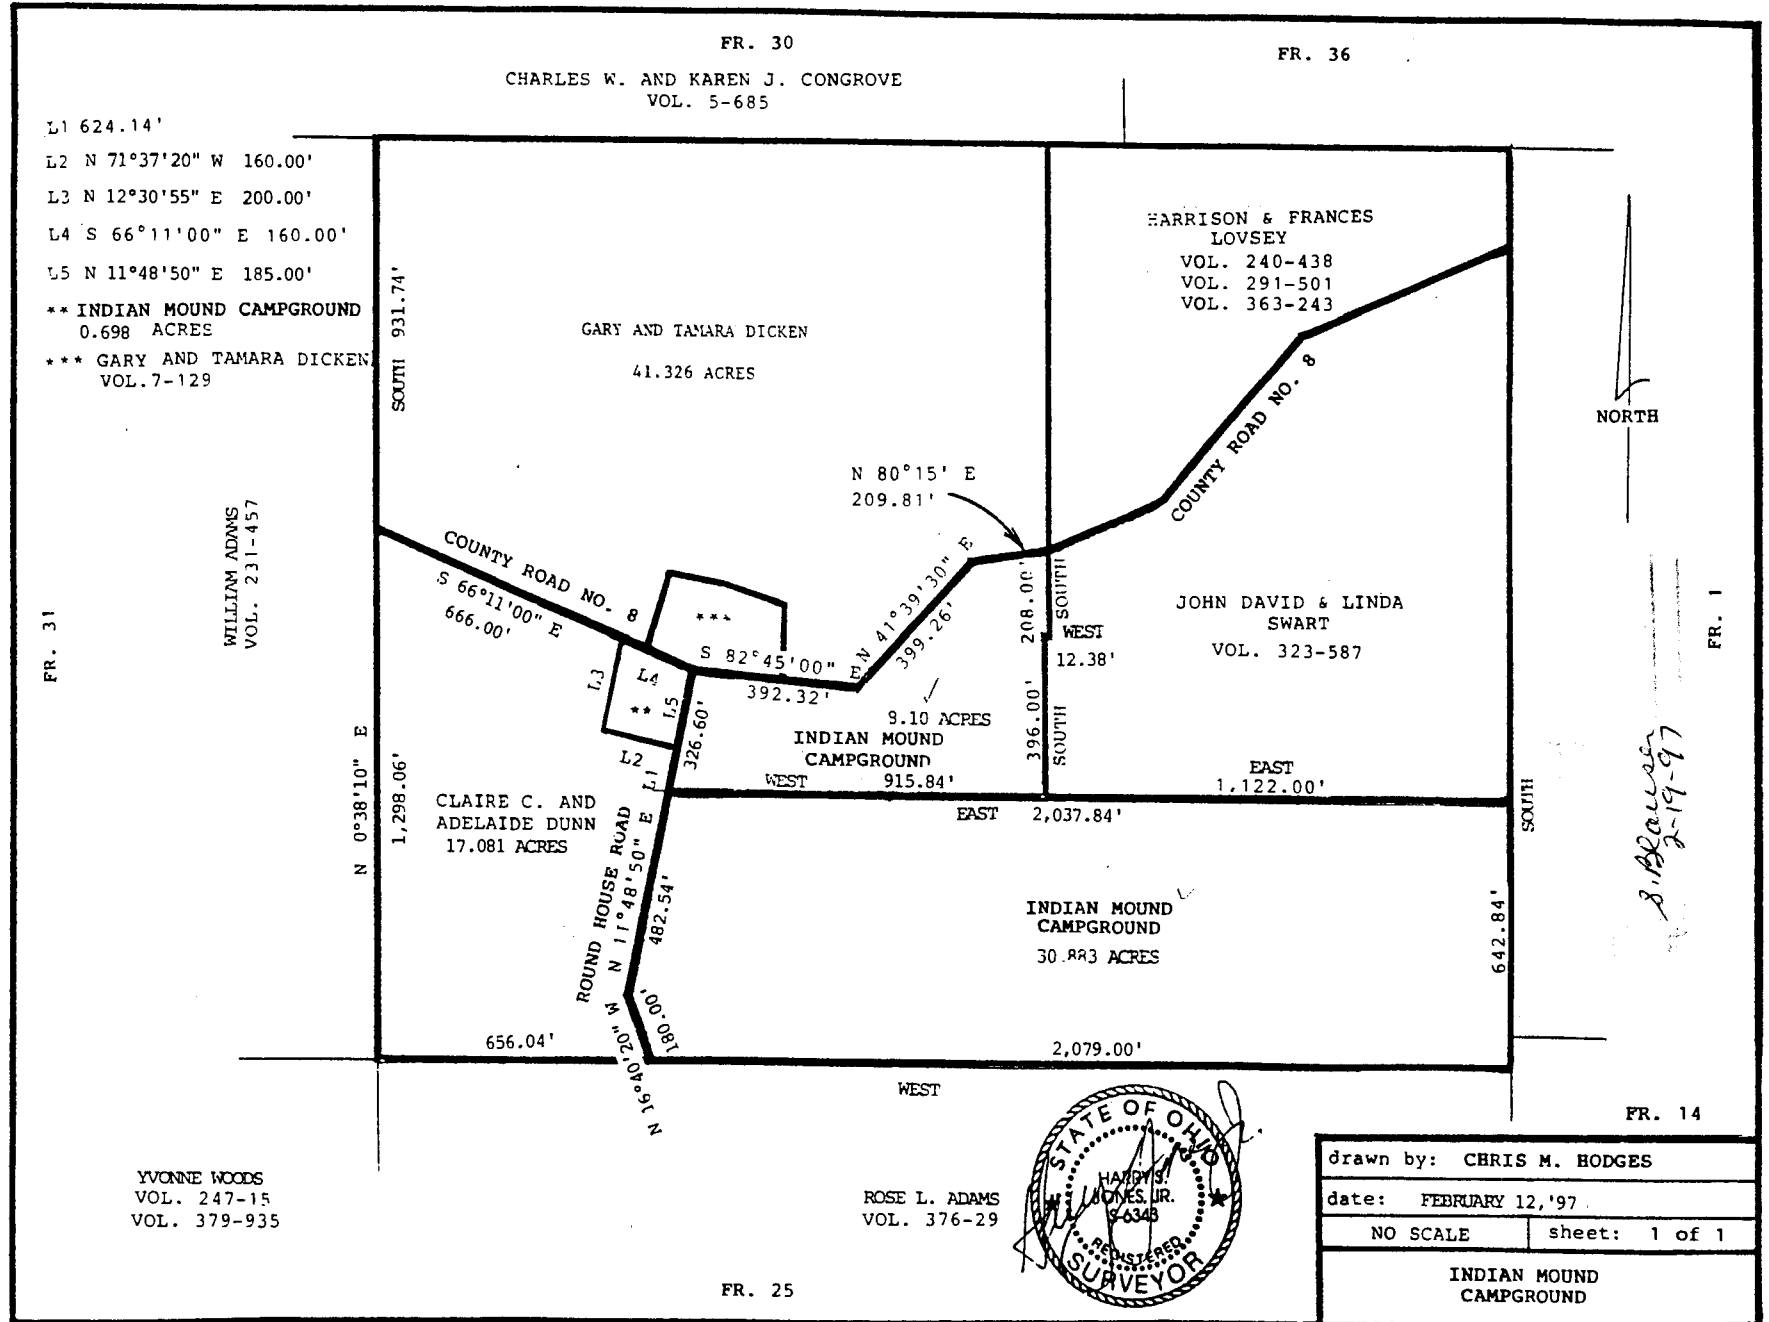 FR. 30
FR. 36
CHARLES W. AND KAREN J. CONGROVE
VOL. 5-685
L1 624.14'
L2 N 71°37'20" W 160.00'
L3 N 12°30'55" E 200.00'
L4 S 66°11'00" E 160.00'
L5 N 11°48'50" E 185.00'
** INDIAN MOUND CAMPGROUND
0.698 ACRES
*** GARY AND TAMARA DICKEN
VOL.7-129
SOUTH 931.74'
GARY AND TAMARA DICKEN
41.326 ACRES
HARRISON & FRANCES
LOVSEY
VOL. 240-438
VOL. 291-501
VOL. 363-243
COUNTY ROAD NO. 8
NORTH
N 80°15' E
209.81'
WILLIAM ADAMS
VOL. 231-457
FR. 31
COUNTY ROAD NO. 8
S 66°11'00" E
666.00'
***
S 82°45'00" E
392.32'
N 41°39'30" E
399.26'
208.00'
SOUTH
WEST
12.38'
396.00'
SOUTH
JOHN DAVID & LINDA
SWART
VOL. 323-587
FR. 1
L3
L4
**
L5
L2
L1
326.60'
8.10 ACRES
INDIAN MOUND
CAMPGROUND
WEST 915.84'
EAST
1,122.00'
EAST 2,037.84'
N 0°38'10" E
1,298.06'
CLAIRE C. AND
ADELAIDE DUNN
17.081 ACRES
ROUND HOUSE ROAD
N 11°48'50" E
482.54'
N 16°40'20" W
180.00'
INDIAN MOUND
CAMPGROUND
30.883 ACRES
SOUTH
642.84'
2-19-97
656.04'
2,079.00'
WEST
FR. 14
YVONNE WOODS
VOL. 247-15
VOL. 379-935
ROSE L. ADAMS
VOL. 376-29
STATE OF OHIO
HARRY S.
JONES, JR.
S-6343
REGISTERED
SURVEYOR
FR. 25
drawn by: CHRIS M. HODGES
date: FEBRUARY 12,'97
NO SCALE
sheet: 1 of 1
INDIAN MOUND
CAMPGROUND